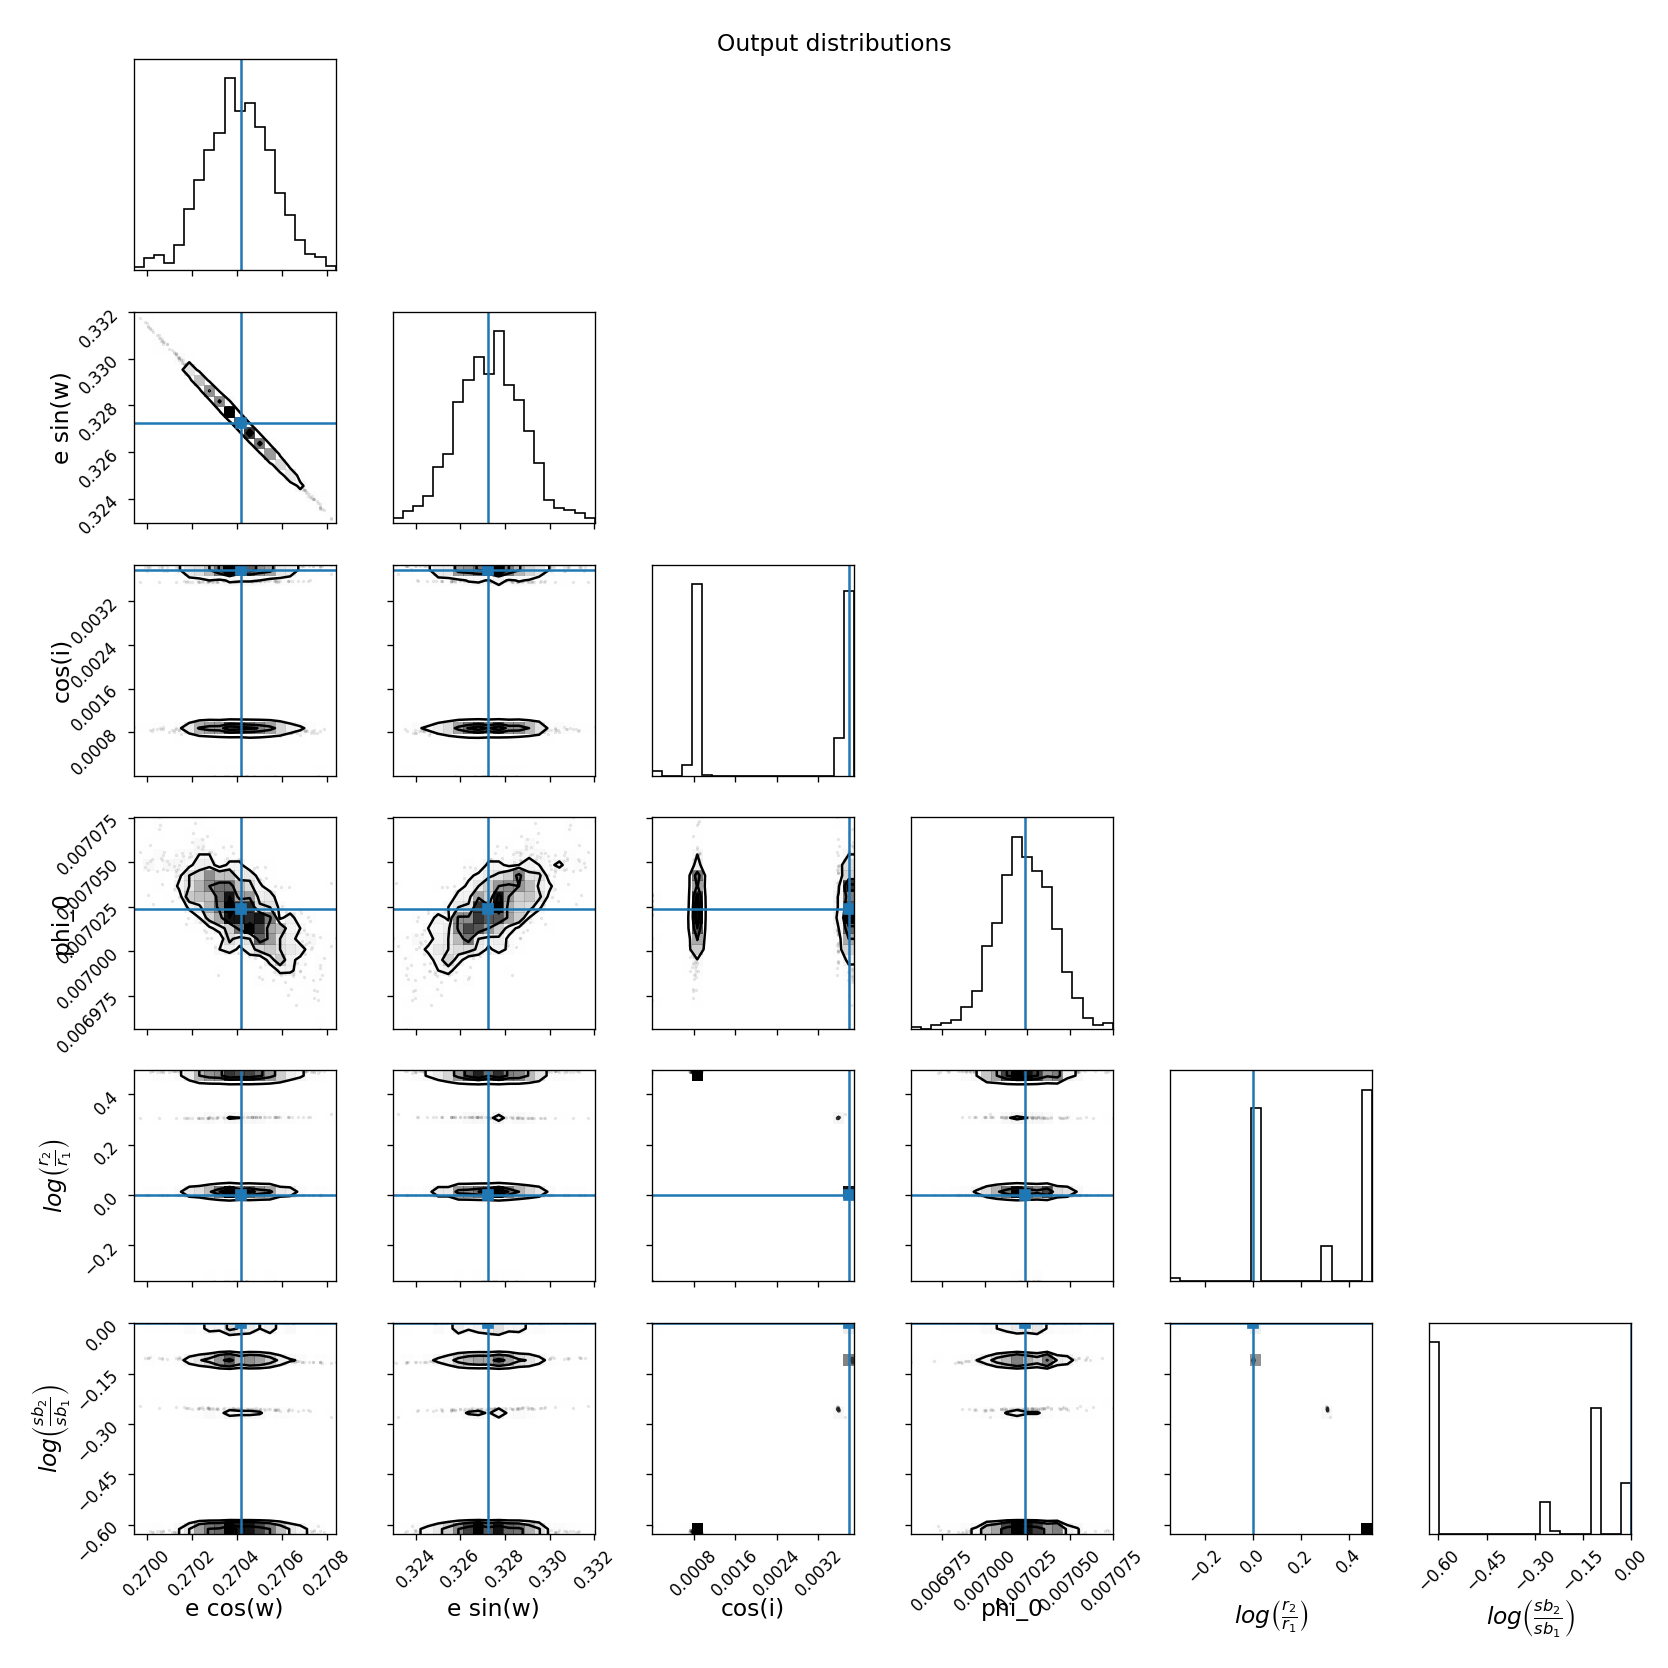 Output distributions
e sin(w)
0.332
0.330
0.328
0.326
0.324
cos(i)
0.0032
0.0024
0.0016
0.0008
phi_0
0.007075
0.007050
0.007025
0.007000
0.006975
log(r2/r1)
0.4
0.2
0.0
−0.2
log(sb2/sb1)
0.00
−0.15
−0.30
−0.45
−0.60
0.2700 0.2702 0.2704 0.2706 0.2708
e cos(w)
0.324 0.326 0.328 0.330 0.332
e sin(w)
0.0008 0.0016 0.0024 0.0032
cos(i)
0.006975 0.007000 0.007025 0.007050 0.007075
phi_0
−0.2 0.0 0.2 0.4
log(r2/r1)
−0.60 −0.45 −0.30 −0.15 0.00
log(sb2/sb1)